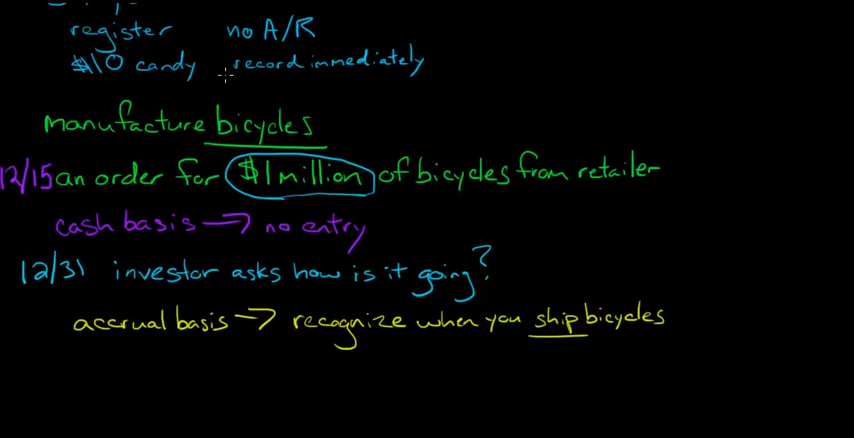 register no A/R
$10 candy record immediately
manufacture bicycles
12/15 an order for $1 million of bicycles from retailer
cash basis → no entry
12/31 investor asks how is it going?
accrual basis → recognize when you ship bicycles